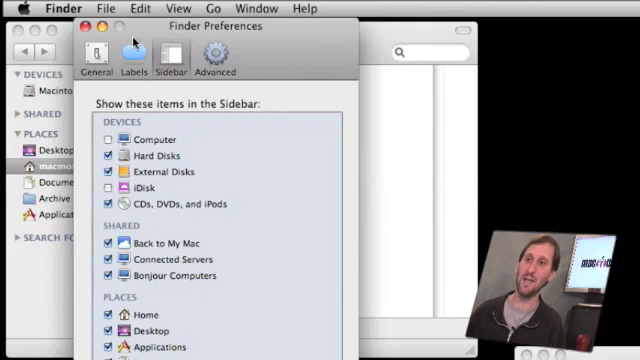 Finder File Edit View Go Window Help
Finder Preferences
General Labels Sidebar Advanced
DEVICES
Macinto
SHARED
PLACES
Desktop
macmos
Docume
Archive
Applicat
SEARCH FO
Show these items in the Sidebar:
DEVICES
Computer
Hard Disks
External Disks
iDisk
CDs, DVDs, and iPods
SHARED
Back to My Mac
Connected Servers
Bonjour Computers
PLACES
Home
Desktop
Applications